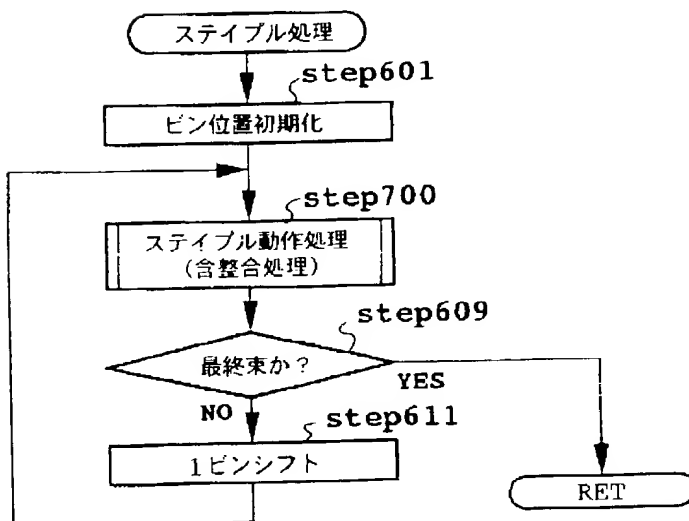 ステイプル処理
step601
ビン位置初期化
step700
ステイプル動作処理
(含整合処理)
step609
最終束か？
YES
NO
step611
1ビンシフト
RET